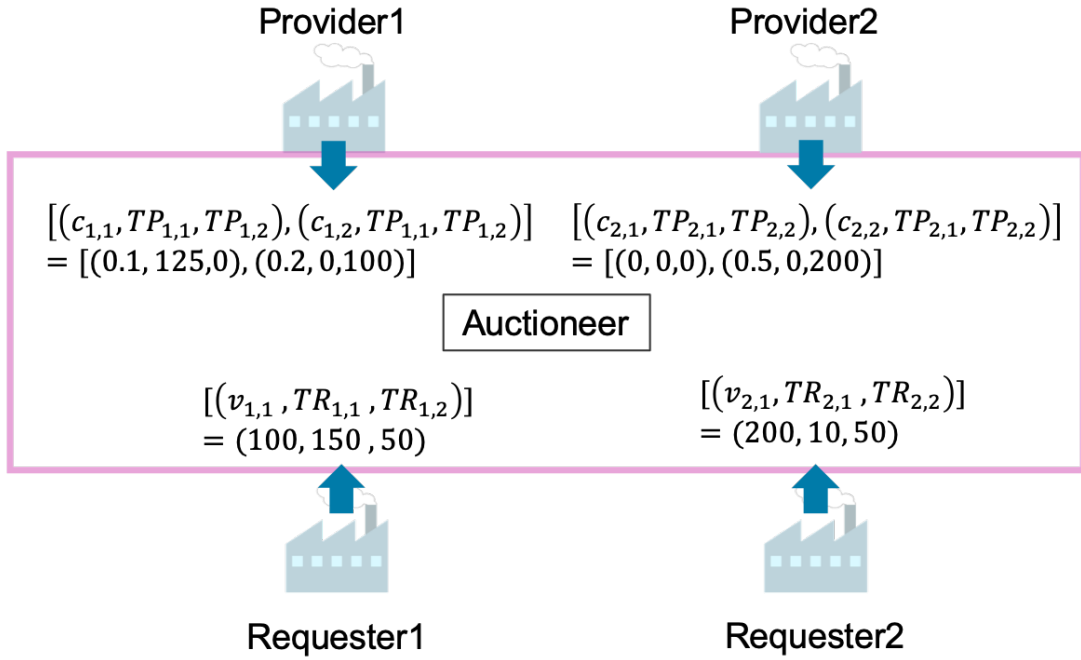 Provider1
Provider2
[(c₁,₁, TP₁,₁, TP₁,₂), (c₁,₂, TP₁,₁, TP₁,₂)]
= [(0.1, 125,0), (0.2, 0,100)]
[(c₂,₁, TP₂,₁, TP₂,₂), (c₂,₂, TP₂,₁, TP₂,₂)]
= [(0, 0,0), (0.5, 0,200)]
Auctioneer
[(v₁,₁ , TR₁,₁ , TR₁,₂)]
= (100, 150 , 50)
[(v₂,₁, TR₂,₁ , TR₂,₂)]
= (200, 10, 50)
Requester1
Requester2